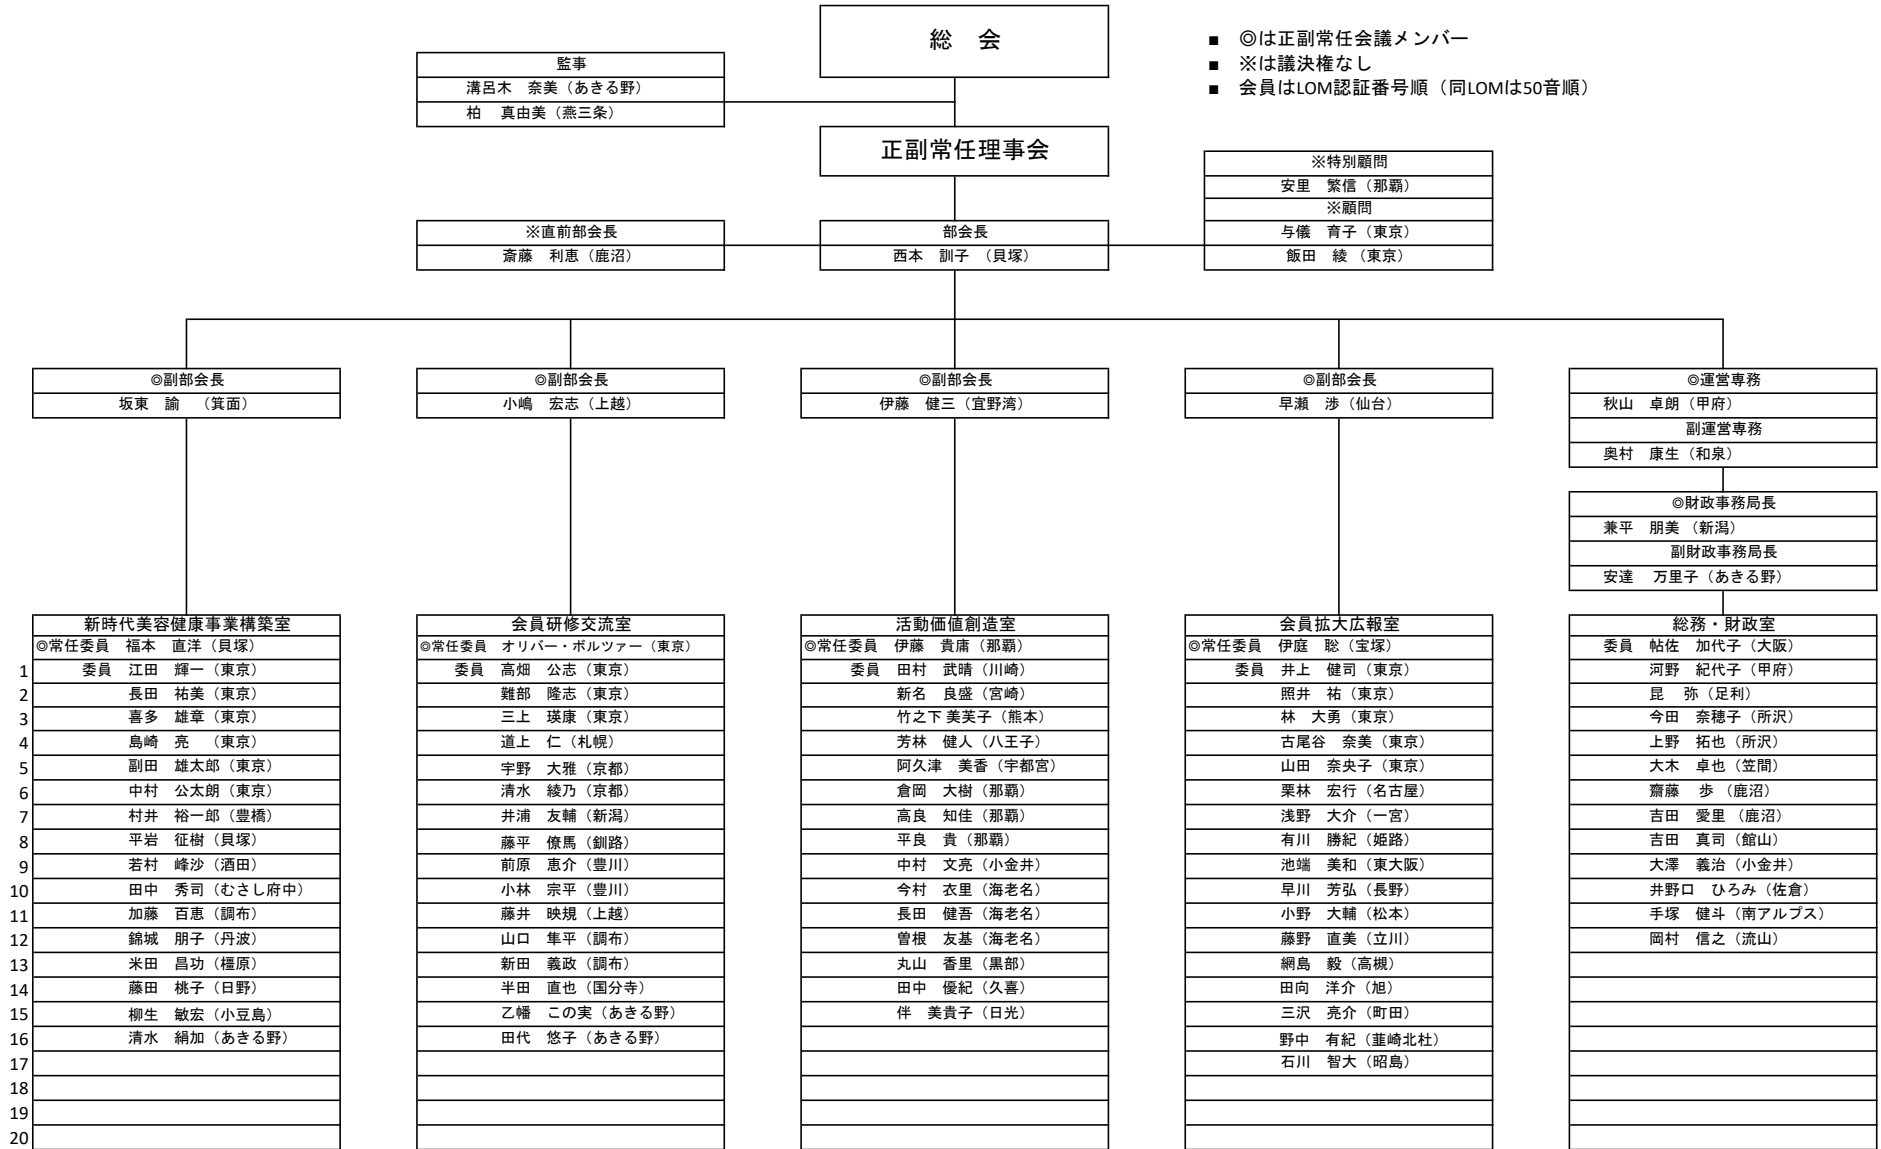 総　会
■ ◎は正副常任会議メンバー
■ ※は議決権なし
■ 会員はLOM認証番号順（同LOMは50音順）
監事
溝呂木　奈美（あきる野）
柏　真由美（燕三条）
正副常任理事会
※特別顧問
安里　繁信（那覇）
※顧問
与儀　育子（東京）
飯田　綾（東京）
※直前部会長
斎藤　利恵（鹿沼）
部会長
西本　訓子　（貝塚）
◎副部会長
坂東　諭　（箕面）
◎副部会長
小嶋　宏志（上越）
◎副部会長
伊藤　健三（宜野湾）
◎副部会長
早瀬　渉（仙台）
◎運営専務
秋山　卓朗（甲府）
副運営専務
奥村　康生（和泉）
◎財政事務局長
兼平　朋美（新潟）
副財政事務局長
安達　万里子（あきる野）
新時代美容健康事業構築室
◎常任委員　福本　直洋（貝塚）
1 委員　江田　輝一（東京）
2 長田　祐美（東京）
3 喜多　雄章（東京）
4 島崎　亮　（東京）
5 副田　雄太郎（東京）
6 中村　公太朗（東京）
7 村井　裕一郎（豊橋）
8 平岩　征樹（貝塚）
9 若村　峰沙（酒田）
10 田中　秀司（むさし府中）
11 加藤　百恵（調布）
12 錦城　朋子（丹波）
13 米田　昌功（橿原）
14 藤田　桃子（日野）
15 柳生　敏宏（小豆島）
16 清水　絹加（あきる野）
17
18
19
20
会員研修交流室
◎常任委員　オリバー・ボルツァー（東京）
委員　高畑　公志（東京）
難部　隆志（東京）
三上　瑛康（東京）
道上　仁（札幌）
宇野　大雅（京都）
清水　綾乃（京都）
井浦　友輔（新潟）
藤平　僚馬（釧路）
前原　恵介（豊川）
小林　宗平（豊川）
藤井　映規（上越）
山口　隼平（調布）
新田　義政（調布）
半田　直也（国分寺）
乙幡　この実（あきる野）
田代　悠子（あきる野）
活動価値創造室
◎常任委員　伊藤　貴庸（那覇）
委員　田村　武晴（川崎）
新名　良盛（宮崎）
竹之下 美芙子（熊本）
芳林　健人（八王子）
阿久津　美香（宇都宮）
倉岡　大樹（那覇）
高良　知佳（那覇）
平良　貴（那覇）
中村　文亮（小金井）
今村　衣里（海老名）
長田　健吾（海老名）
曽根　友基（海老名）
丸山　香里（黒部）
田中　優紀（久喜）
伴　美貴子（日光）
会員拡大広報室
◎常任委員　伊庭　聡（宝塚）
委員　井上　健司（東京）
照井　祐（東京）
林　大勇（東京）
古尾谷　奈美（東京）
山田　奈央子（東京）
栗林　宏行（名古屋）
浅野　大介（一宮）
有川　勝紀（姫路）
池端　美和（東大阪）
早川　芳弘（長野）
小野　大輔（松本）
藤野　直美（立川）
網島　毅（高槻）
田向　洋介（旭）
三沢　亮介（町田）
野中　有紀（韮崎北杜）
石川　智大（昭島）
総務・財政室
委員　帖佐　加代子（大阪）
河野　紀代子（甲府）
昆　弥（足利）
今田　奈穂子（所沢）
上野　拓也（所沢）
大木　卓也（笠間）
齋藤　歩（鹿沼）
吉田　愛里（鹿沼）
吉田　真司（館山）
大澤　義治（小金井）
井野口　ひろみ（佐倉）
手塚　健斗（南アルプス）
岡村　信之（流山）